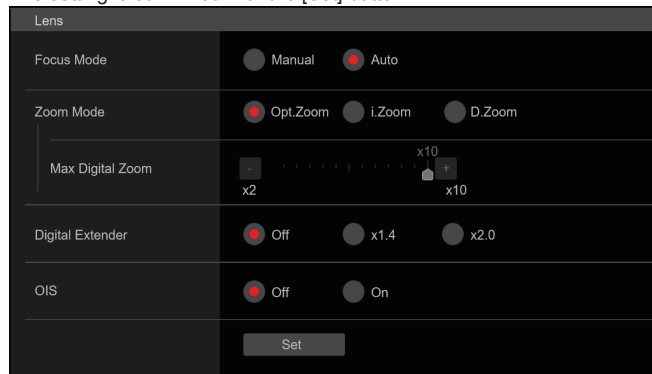 Lens
Focus Mode Manual Auto
Zoom Mode Opt.Zoom i.Zoom D.Zoom
x10
Max Digital Zoom - +
x2 x10
Digital Extender Off x1.4 x2.0
OIS Off On
Set